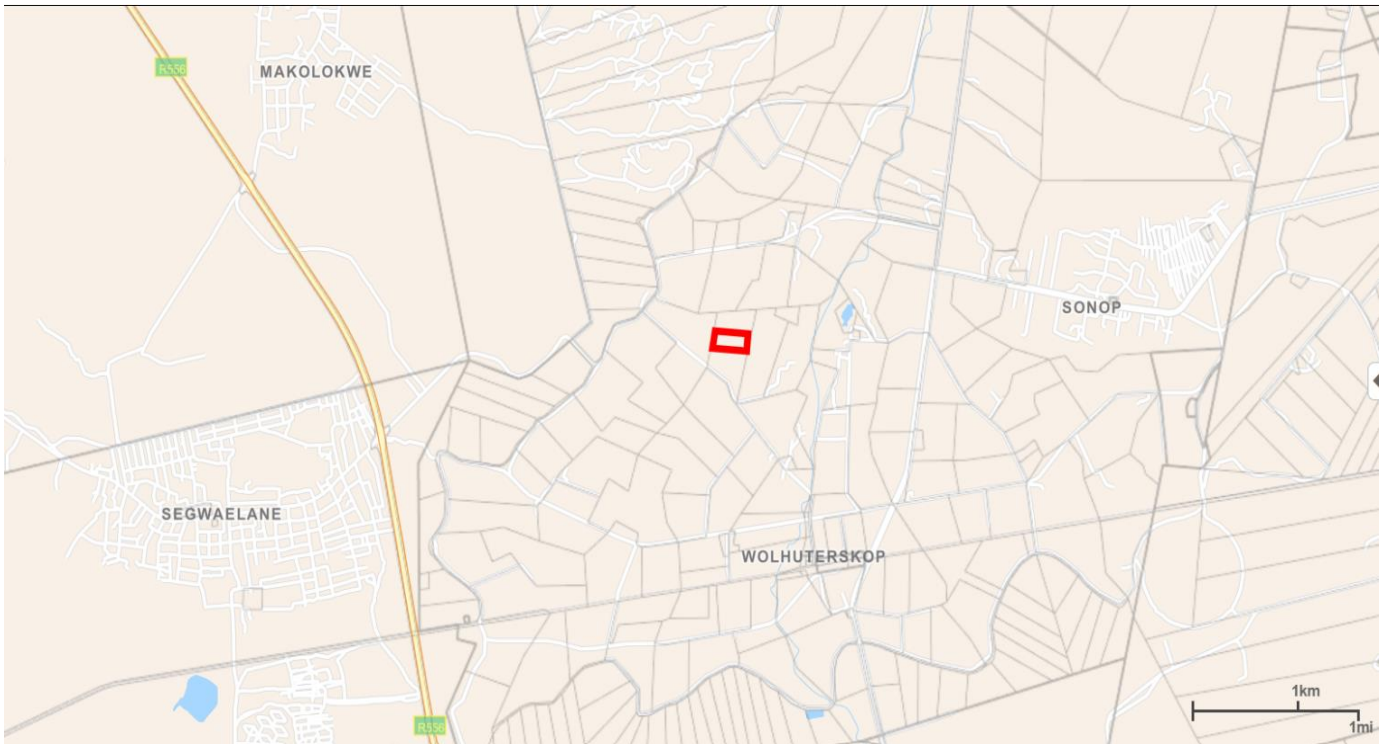 R556
MAKOLOKWE
SONOP
SEGWAELANE
WOLHUTERSKOP
1km
1mi
R556